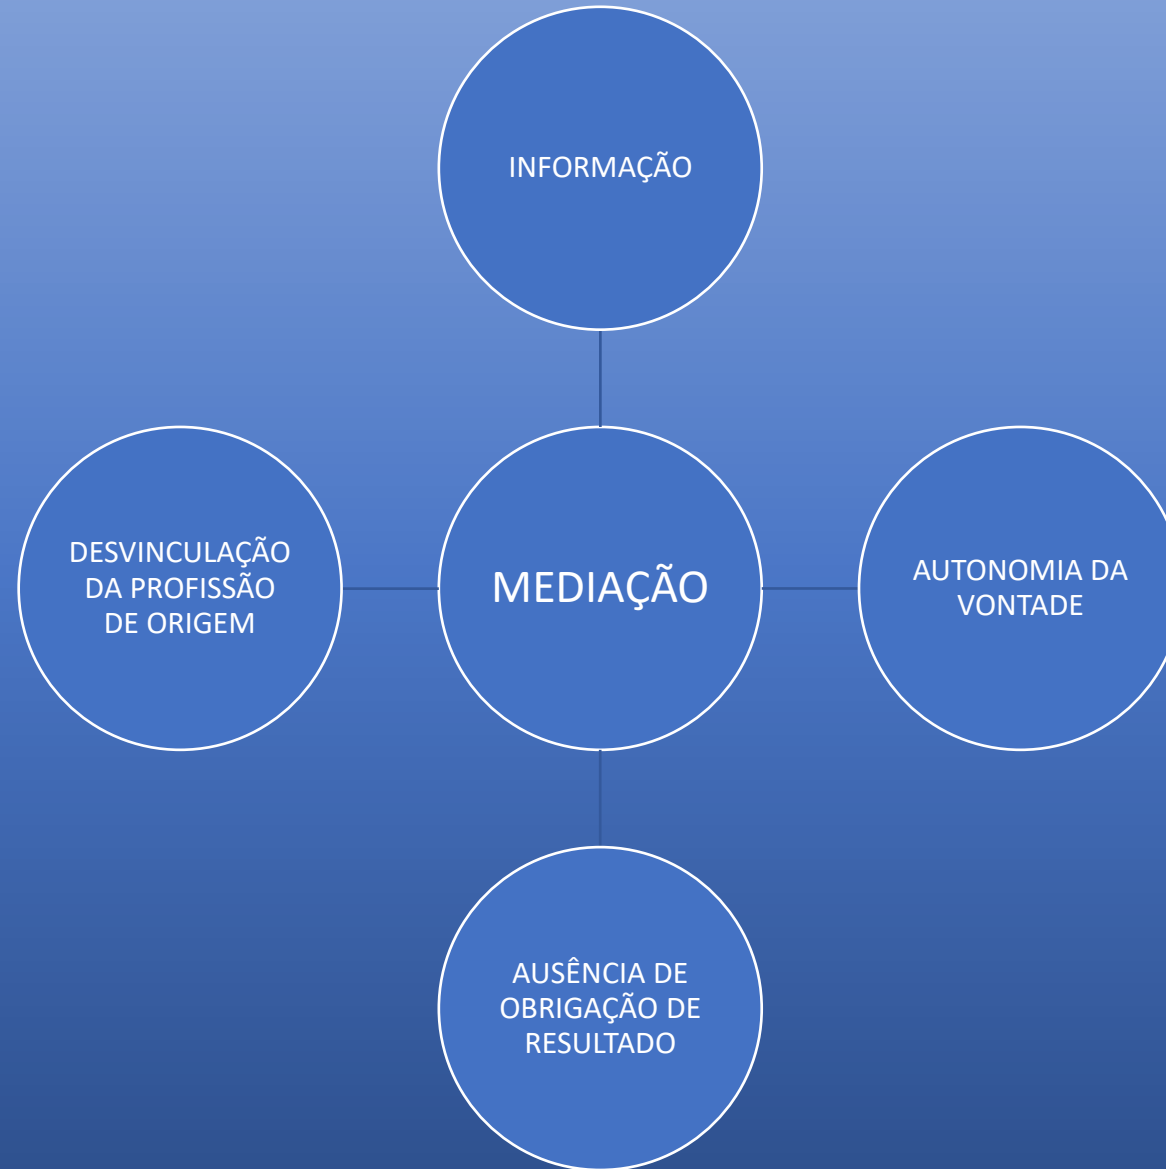 INFORMAÇÃO
DESVINCULAÇÃO
DA PROFISSÃO
DE ORIGEM
MEDIAÇÃO
AUTONOMIA DA
VONTADE
AUSÊNCIA DE
OBRIGAÇÃO DE
RESULTADO